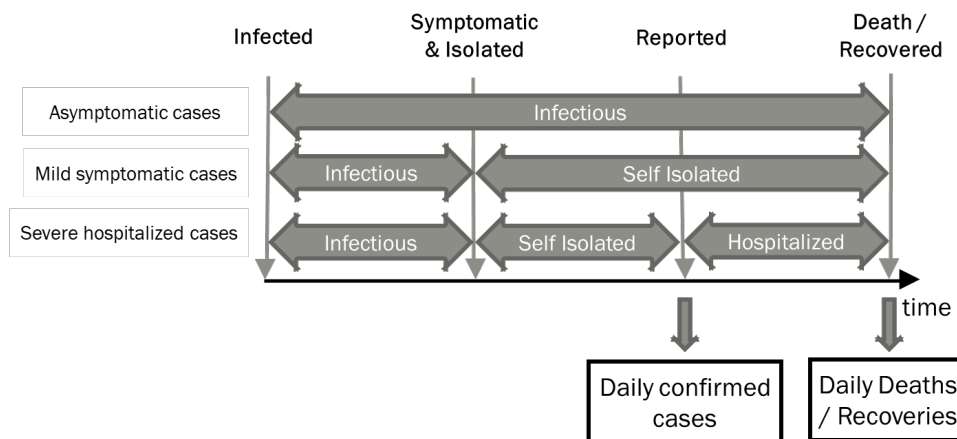 Infected
Symptomatic
& Isolated
Reported
Death /
Recovered
Asymptomatic cases
Infectious
Mild symptomatic cases
Infectious
Self Isolated
Severe hospitalized cases
Infectious
Self Isolated
Hospitalized
time
Daily confirmed
cases
Daily Deaths
/ Recoveries